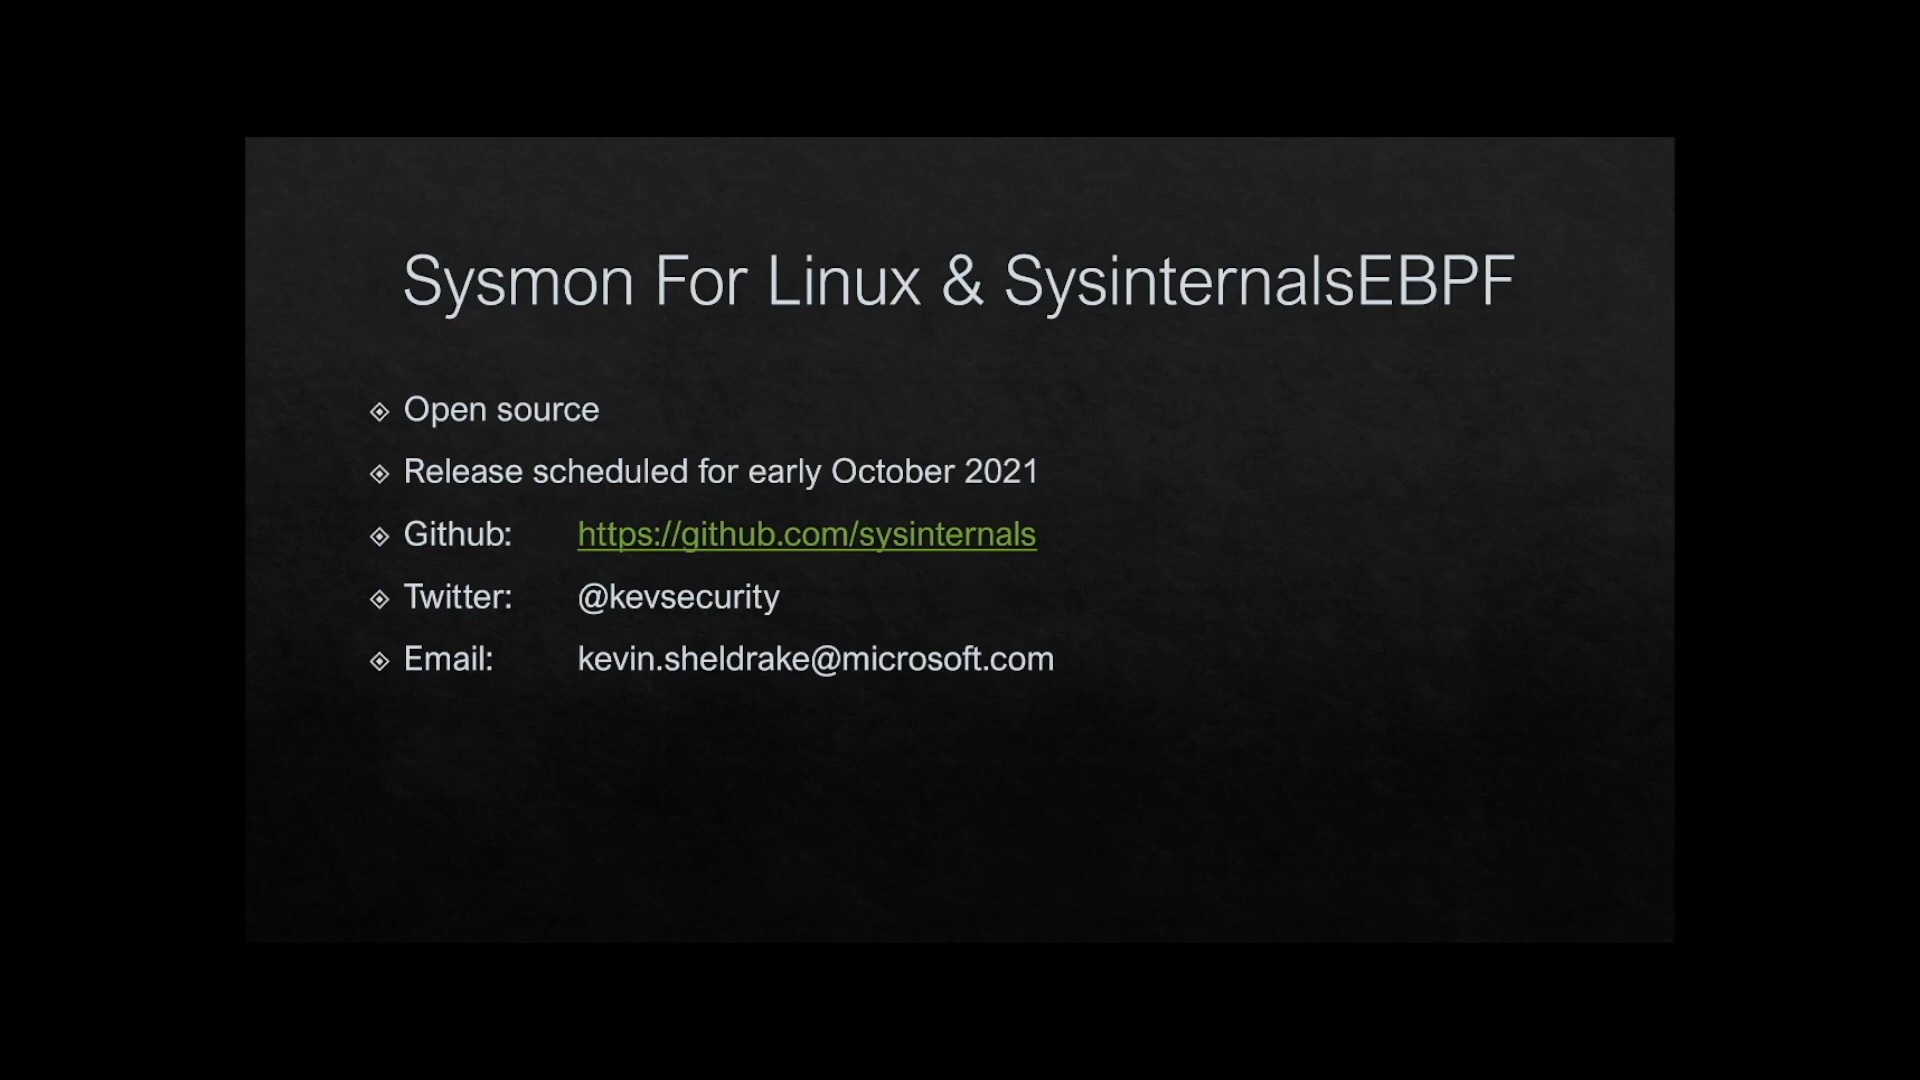 Sysmon For Linux & SysinternalsEBPF
Open source
Release scheduled for early October 2021
Github: https://github.com/sysinternals
Twitter: @kevsecurity
Email: kevin.sheldrake@microsoft.com